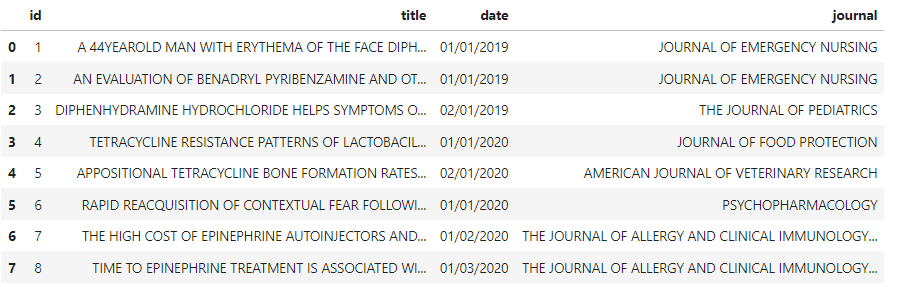 id title date journal
0 1 A 44YEAROLD MAN WITH ERYTHEMA OF THE FACE DIPH... 01/01/2019 JOURNAL OF EMERGENCY NURSING
1 2 AN EVALUATION OF BENADRYL PYRIBENZAMINE AND OT... 01/01/2019 JOURNAL OF EMERGENCY NURSING
2 3 DIPHENHYDRAMINE HYDROCHLORIDE HELPS SYMPTOMS O... 02/01/2019 THE JOURNAL OF PEDIATRICS
3 4 TETRACYCLINE RESISTANCE PATTERNS OF LACTOBACIL... 01/01/2020 JOURNAL OF FOOD PROTECTION
4 5 APPOSITIONAL TETRACYCLINE BONE FORMATION RATES... 02/01/2020 AMERICAN JOURNAL OF VETERINARY RESEARCH
5 6 RAPID REACQUISITION OF CONTEXTUAL FEAR FOLLOWI... 01/01/2020 PSYCHOPHARMACOLOGY
6 7 THE HIGH COST OF EPINEPHRINE AUTOINJECTORS AND... 01/02/2020 THE JOURNAL OF ALLERGY AND CLINICAL IMMUNOLOGY...
7 8 TIME TO EPINEPHRINE TREATMENT IS ASSOCIATED WI... 01/03/2020 THE JOURNAL OF ALLERGY AND CLINICAL IMMUNOLOGY...